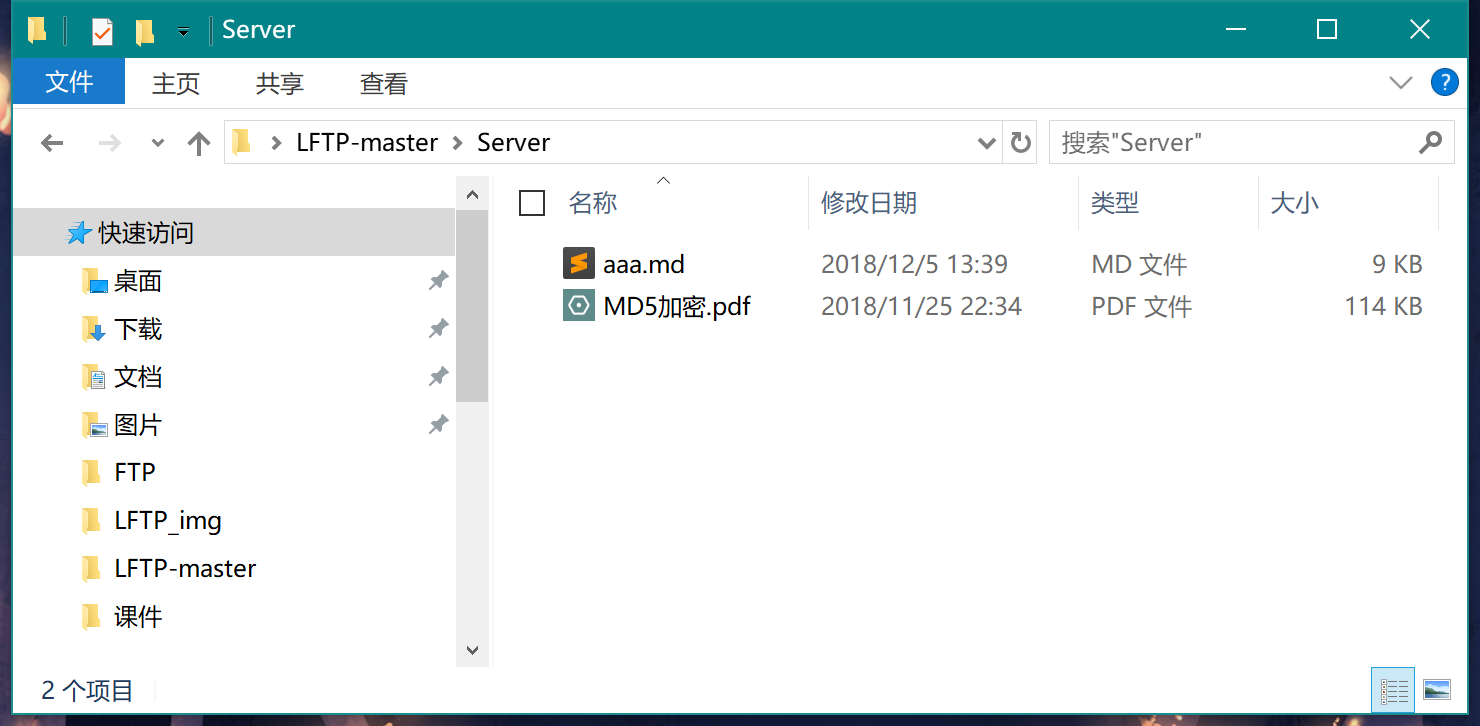 Server
文件 主页 共享 查看 ?
LFTP-master Server 搜索"Server"
名称 修改日期 类型 大小
快速访问
桌面
下载
文档
图片
FTP
LFTP_img
LFTP-master
课件
aaa.md 2018/12/5 13:39 MD 文件 9 KB
MD5加密.pdf 2018/11/25 22:34 PDF 文件 114 KB
2 个项目